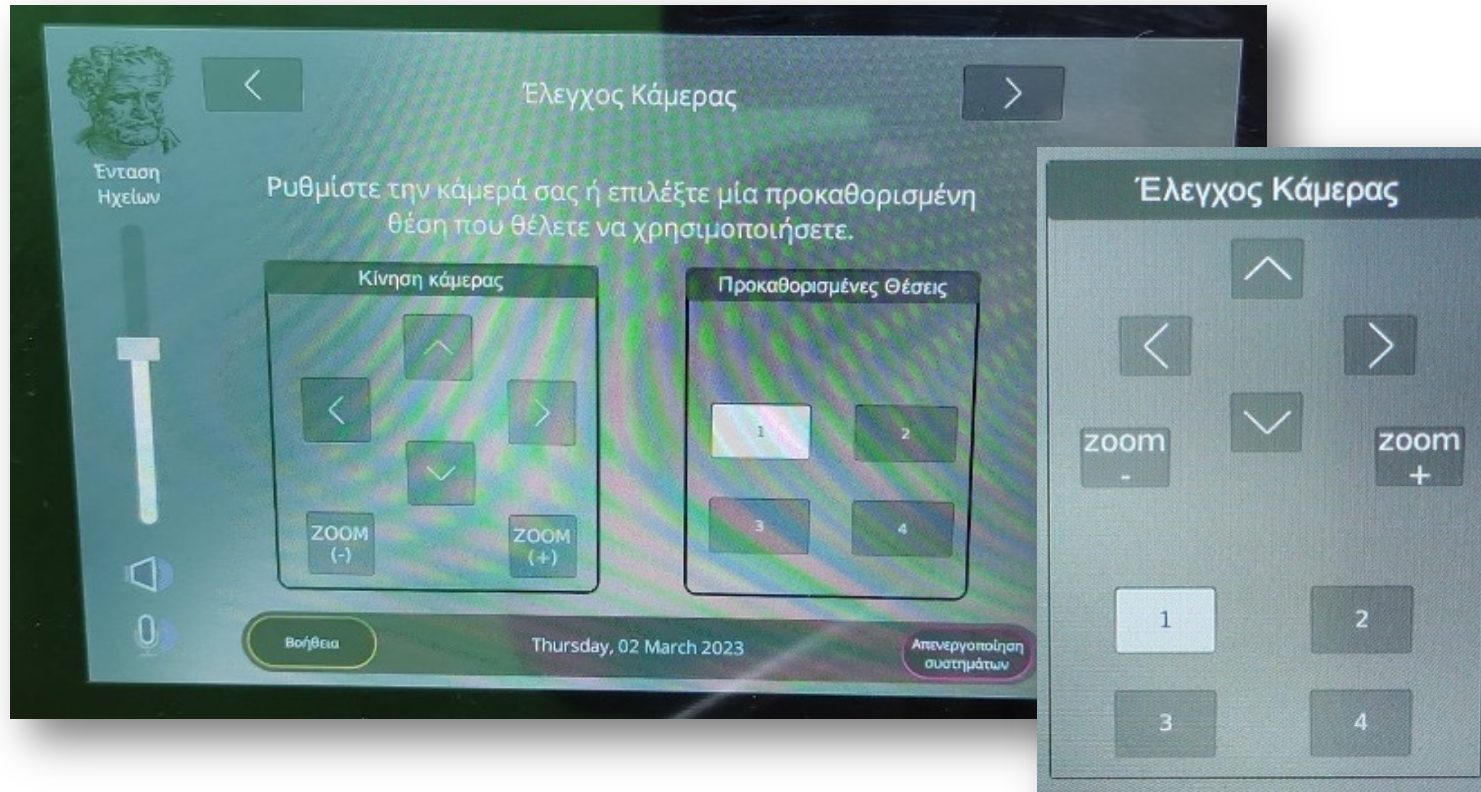 Έλεγχος Κάμερας
Ένταση
Ηχείων
Ρυθμίστε την κάμερά σας ή επιλέξτε μία προκαθορισμένη
θέση που θέλετε να χρησιμοποιήσετε.
Κίνηση κάμερας
ZOOM
(-)
ZOOM
(+)
Προκαθορισμένες Θέσεις
1
2
3
4
Βοήθεια
Thursday, 02 March 2023
Απενεργοποίηση
συστημάτων
Έλεγχος Κάμερας
zoom
-
zoom
+
1
2
3
4